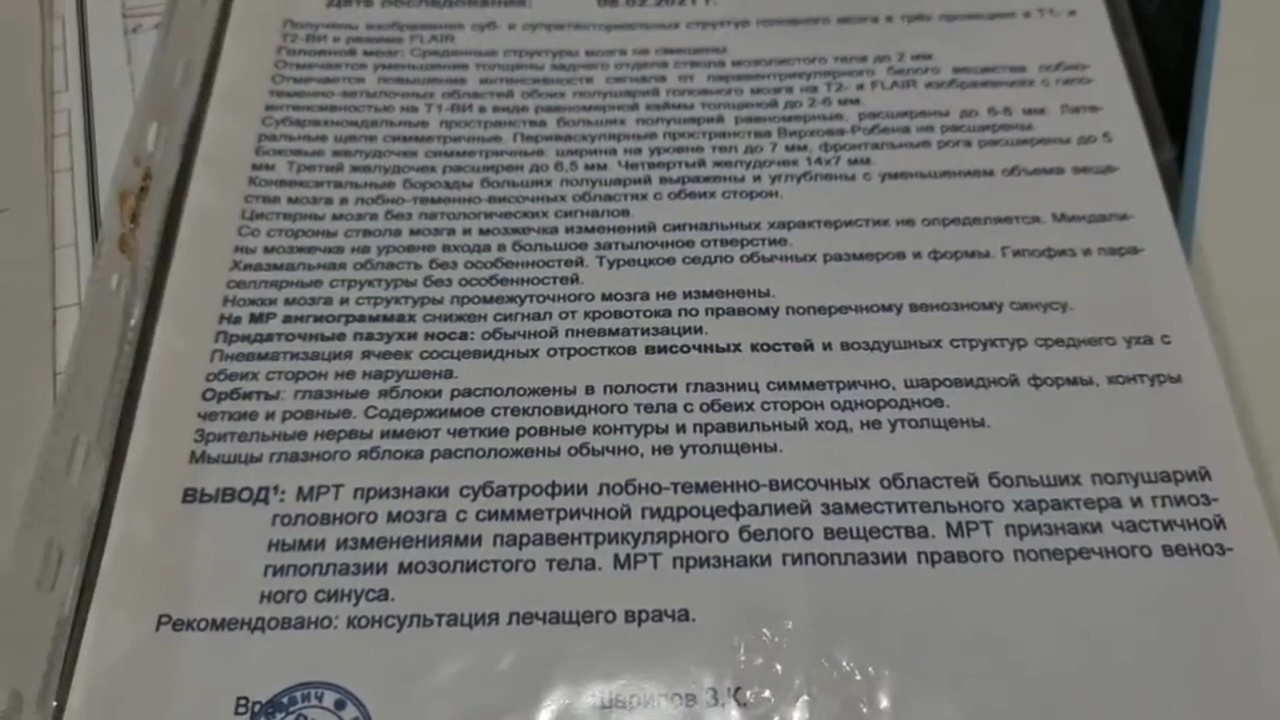 Дата обследования: 08.02.2021 г.
Получены изображения суб- и супратенториальных структур головного мозга в трёх проекциях в Т1- и
Т2-ВИ и режиме FLAIR.
Головной мозг: Срединные структуры мозга не смещены.
Отмечается уменьшение толщины заднего отдела ствола мозолистого тела до 2 мм.
Отмечается повышение интенсивности сигнала от паравентрикулярного белого вещества лобно-
теменно-затылочных областей обоих полушарий головного мозга на Т2- и FLAIR изображениях с гипо-
интенсивностью на Т1-ВИ в виде равномерной каймы толщиной до 2-6 мм.
Субарахноидальные пространства больших полушарий равномерные, расширены до 6-8 мм. Лате-
ральные щели симметричные. Периваскулярные пространства Вирхова-Робена не расширены.
Боковые желудочки симметричные: ширина на уровне тел до 7 мм, фронтальные рога расширены до 5
мм. Третий желудочек расширен до 6,5 мм. Четвертый желудочек 14х7 мм.
Конвекситальные борозды больших полушарий выражены и углублены с уменьшением объема веще-
ства мозга в лобно-теменно-височных областях с обеих сторон.
Цистерны мозга без патологических сигналов.
Со стороны ствола мозга и мозжечка изменений сигнальных характеристик не определяется. Миндали-
ны мозжечка на уровне входа в большое затылочное отверстие.
Хиазмальная область без особенностей. Турецкое седло обычных размеров и формы. Гипофиз и пара-
селлярные структуры без особенностей.
Ножки мозга и структуры промежуточного мозга не изменены.
На МР ангиограммах снижен сигнал от кровотока по правому поперечному венозному синусу.
Придаточные пазухи носа: обычной пневматизации.
Пневматизация ячеек сосцевидных отростков височных костей и воздушных структур среднего уха с
обеих сторон не нарушена.
Орбиты: глазные яблоки расположены в полости глазниц симметрично, шаровидной формы, контуры
четкие и ровные. Содержимое стекловидного тела с обеих сторон однородное.
Зрительные нервы имеют четкие ровные контуры и правильный ход, не утолщены.
Мышцы глазного яблока расположены обычно, не утолщены.
ВЫВОД¹: МРТ признаки субатрофии лобно-теменно-височных областей больших полушарий
головного мозга с симметричной гидроцефалией заместительного характера и глиоз-
ными изменениями паравентрикулярного белого вещества. МРТ признаки частичной
гипоплазии мозолистого тела. МРТ признаки гипоплазии правого поперечного веноз-
ного синуса.
Рекомендовано: консультация лечащего врача.
Шарипов З.К.